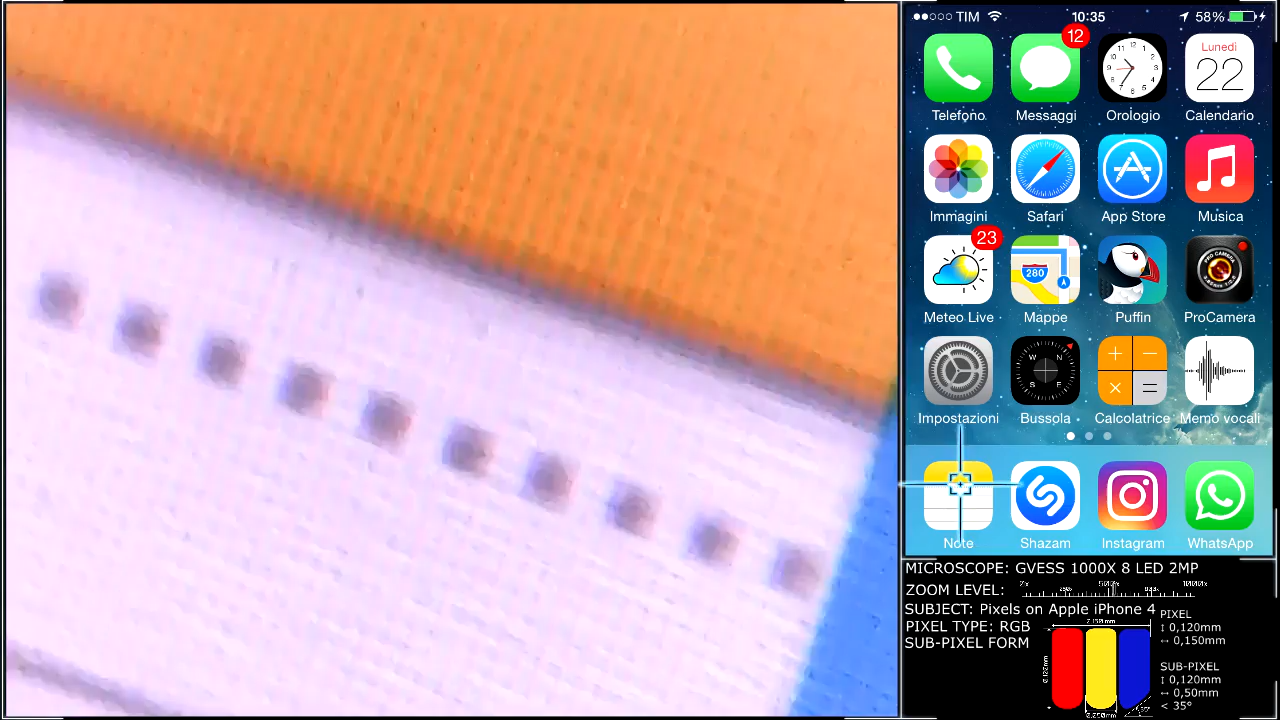 TIM 10:35 58%
12
Lunedì
22
Telefono Messaggi Orologio Calendario
Immagini Safari App Store Musica
23
280
PRO CAMERA
Meteo Live Mappe Puffin ProCamera
W N
S E
Impostazioni Bussola Calcolatrice Memo vocali
Note Shazam Instagram WhatsApp
MICROSCOPE: GVESS 1000X 8 LED 2MP
ZOOM LEVEL:
SUBJECT: Pixels on Apple iPhone 4
PIXEL TYPE: RGB
SUB-PIXEL FORM
PIXEL
↕ 0,120mm
↔ 0,150mm
SUB-PIXEL
↕ 0,120mm
↔ 0,50mm
< 35°